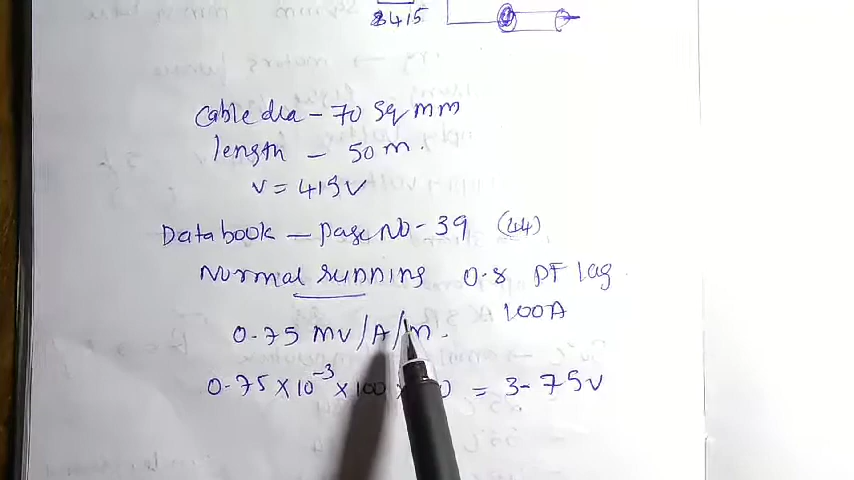 8415
Cable dia - 70 Sq mm
length - 50 m.
V = 415V
Databook - Page No - 39 (44)
Normal running 0.8 PF lag
100A
0.75 mV/A/m.
0.75 × 10⁻³ × 100 × 0 = 3-75V